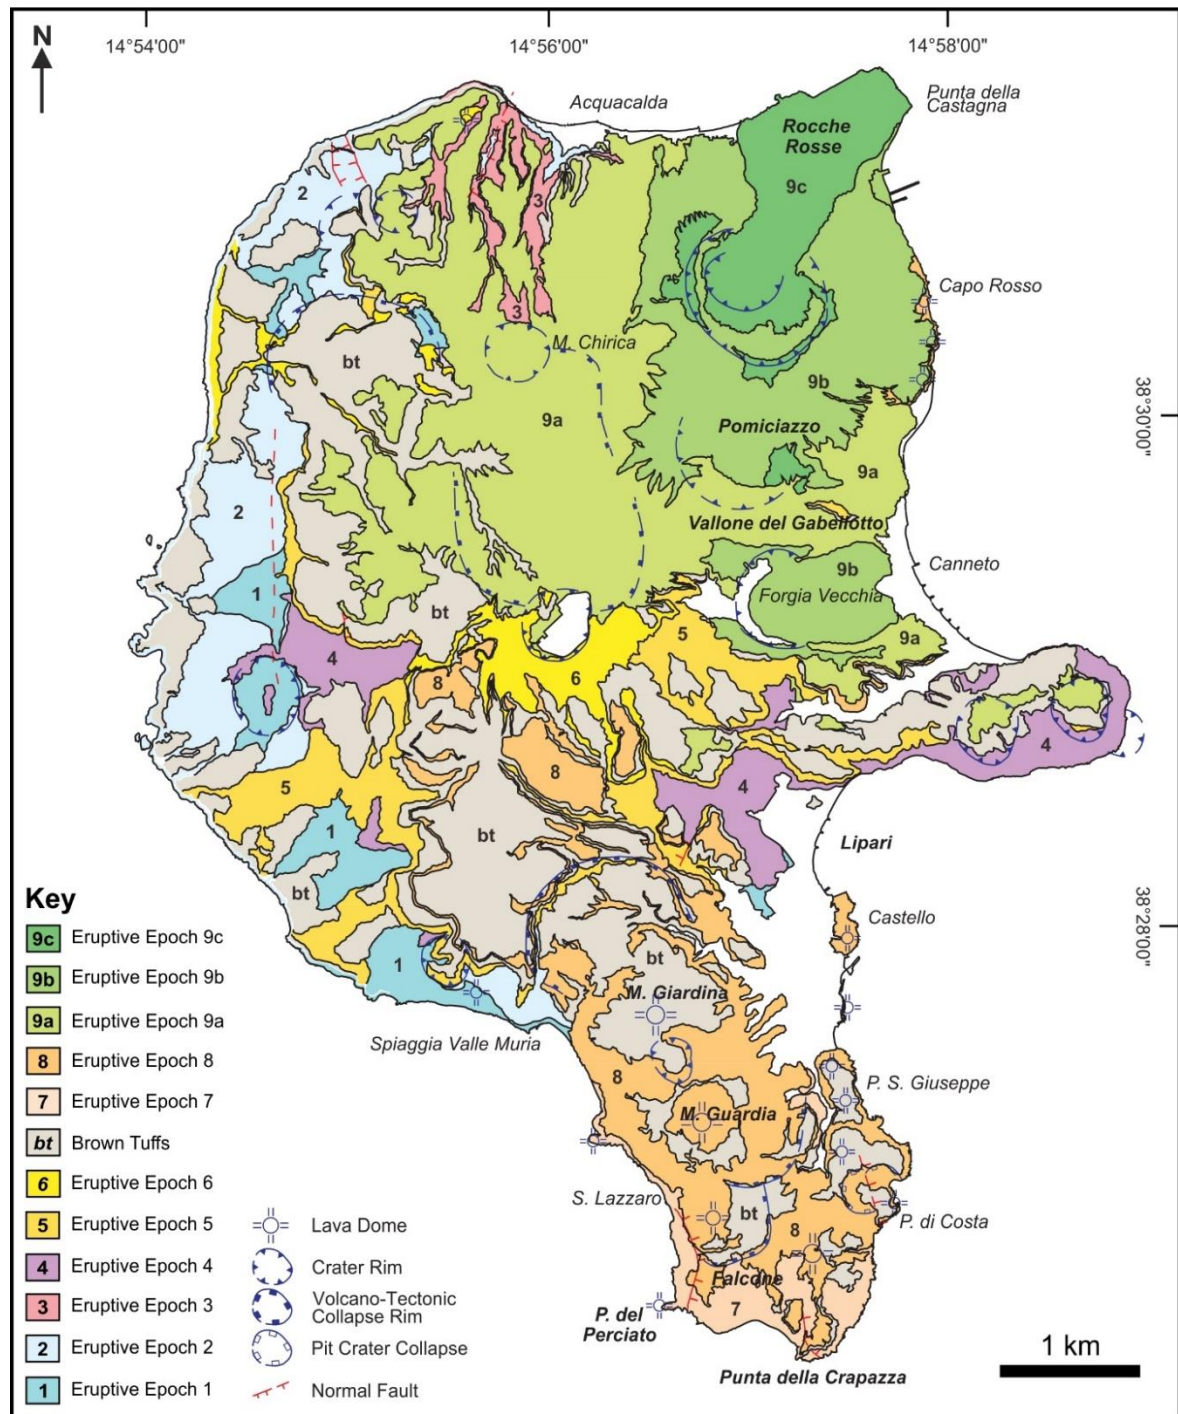 N
14°54'00"
14°56'00"
14°58'00"
Acquacalda
Punta della
Castagna
Rocche
Rosse
2
3
9c
Capo Rosso
3
M. Chirica
bt
9b
38°30'00"
9a
Pomiciazzo
9a
2
Vallone del Gabellotto
9b
Canneto
1
bt
Forgia Vecchia
5
9a
4
8
6
4
8
4
5
1
bt
Lipari
bt
Castello
38°28'00"
Key
9c Eruptive Epoch 9c
9b Eruptive Epoch 9b
9a Eruptive Epoch 9a
8 Eruptive Epoch 8
7 Eruptive Epoch 7
bt Brown Tuffs
6 Eruptive Epoch 6
5 Eruptive Epoch 5
4 Eruptive Epoch 4
3 Eruptive Epoch 3
2 Eruptive Epoch 2
1 Eruptive Epoch 1
1
bt
M. Giardina
Spiaggia Valle Muria
8
P. S. Giuseppe
M. Guardia
S. Lazzaro
bt
8
P. di Costa
Falcone
7
P. del
Perciato
Punta della Crapazza
Lava Dome
Crater Rim
Volcano-Tectonic
Collapse Rim
Pit Crater Collapse
Normal Fault
1 km